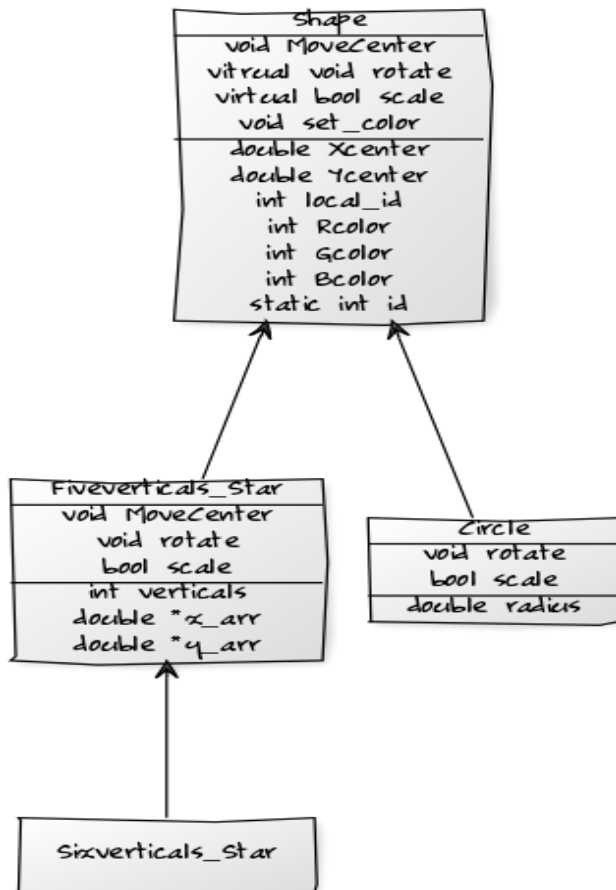 Shape
void MoveCenter
vitrual void rotate
virtual bool scale
void set_color
double Xcenter
double Ycenter
int local_id
int Rcolor
int Gcolor
int Bcolor
static int id
Fiveverticals_Star
void MoveCenter
void rotate
bool scale
int verticals
double *x_arr
double *y_arr
Circle
void rotate
bool scale
double radius
Sixverticals_Star